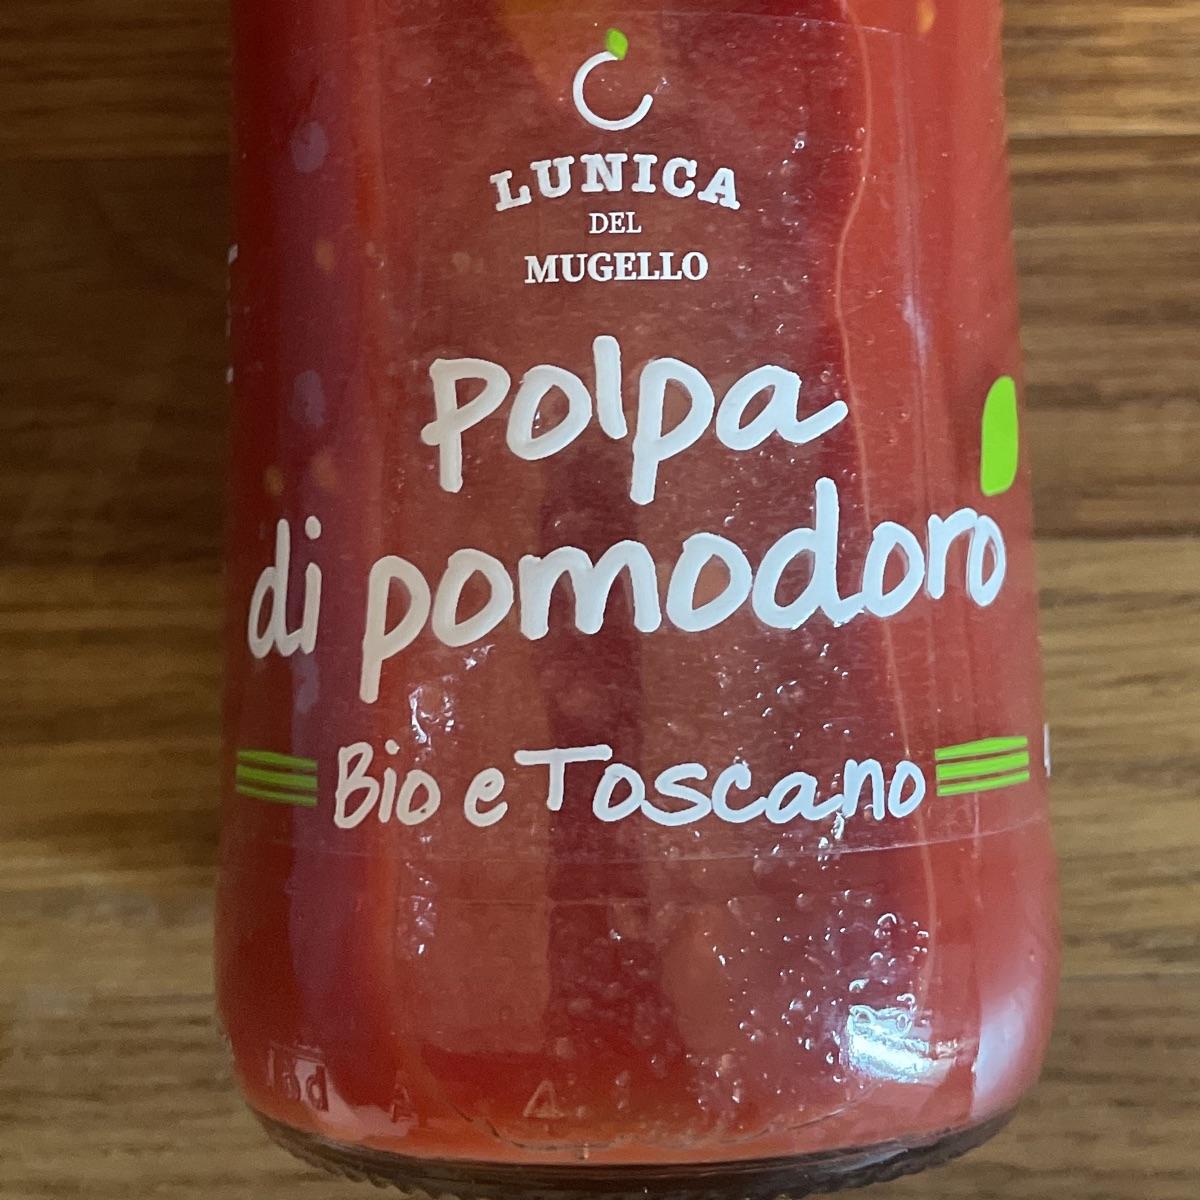 LUNICA
DEL
MUGELLO
Polpa
di pomodoro
Bio e Toscano